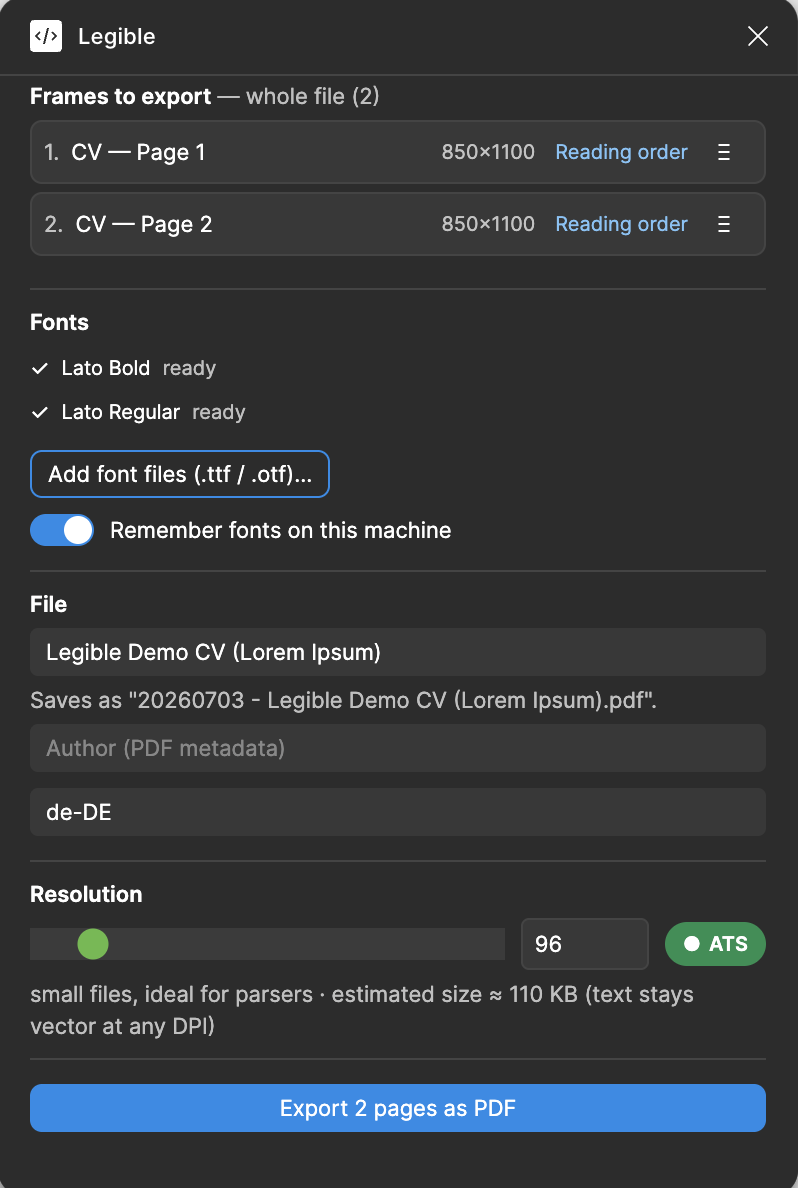 </> Legible
Frames to export — whole file (2)
1. CV — Page 1 850×1100 Reading order
2. CV — Page 2 850×1100 Reading order
Fonts
Lato Bold ready
Lato Regular ready
Add font files (.ttf / .otf)...
Remember fonts on this machine
File
Legible Demo CV (Lorem Ipsum)
Saves as "20260703 - Legible Demo CV (Lorem Ipsum).pdf".
Author (PDF metadata)
de-DE
Resolution
96 ATS
small files, ideal for parsers · estimated size ≈ 110 KB (text stays
vector at any DPI)
Export 2 pages as PDF